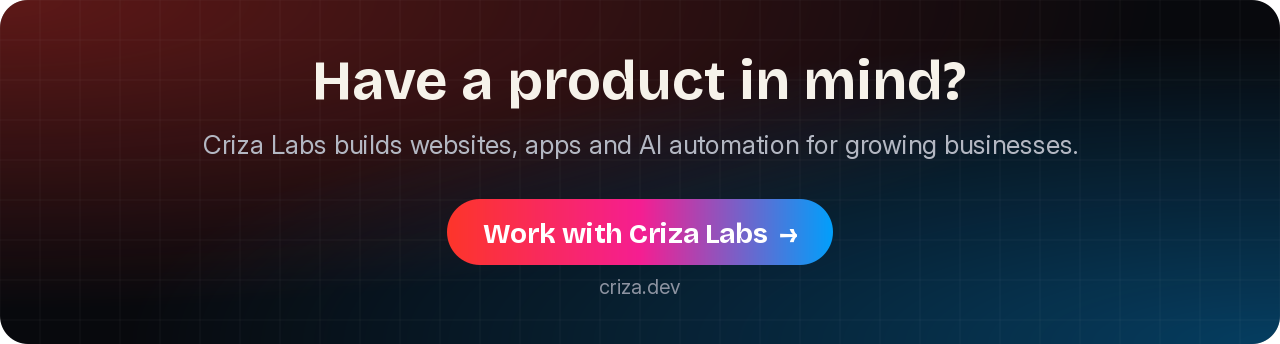 Have a product in mind?
Criza Labs builds websites, apps and AI automation for growing businesses.
Work with Criza Labs →
criza.dev